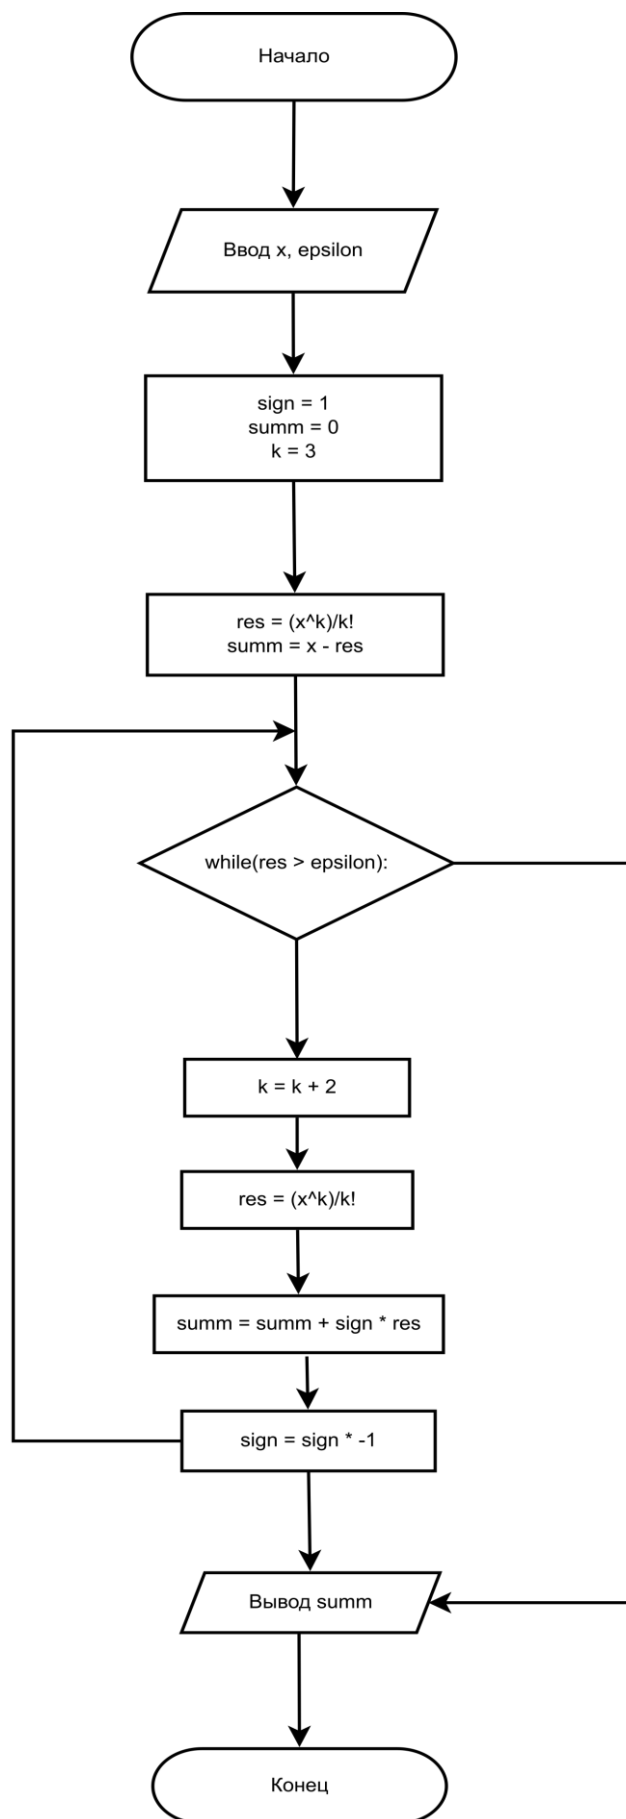 Начало
Ввод x, epsilon
sign = 1
summ = 0
k = 3
res = (x^k)/k!
summ = x - res
while(res > epsilon):
k = k + 2
res = (x^k)/k!
summ = summ + sign * res
sign = sign * -1
Вывод summ
Конец